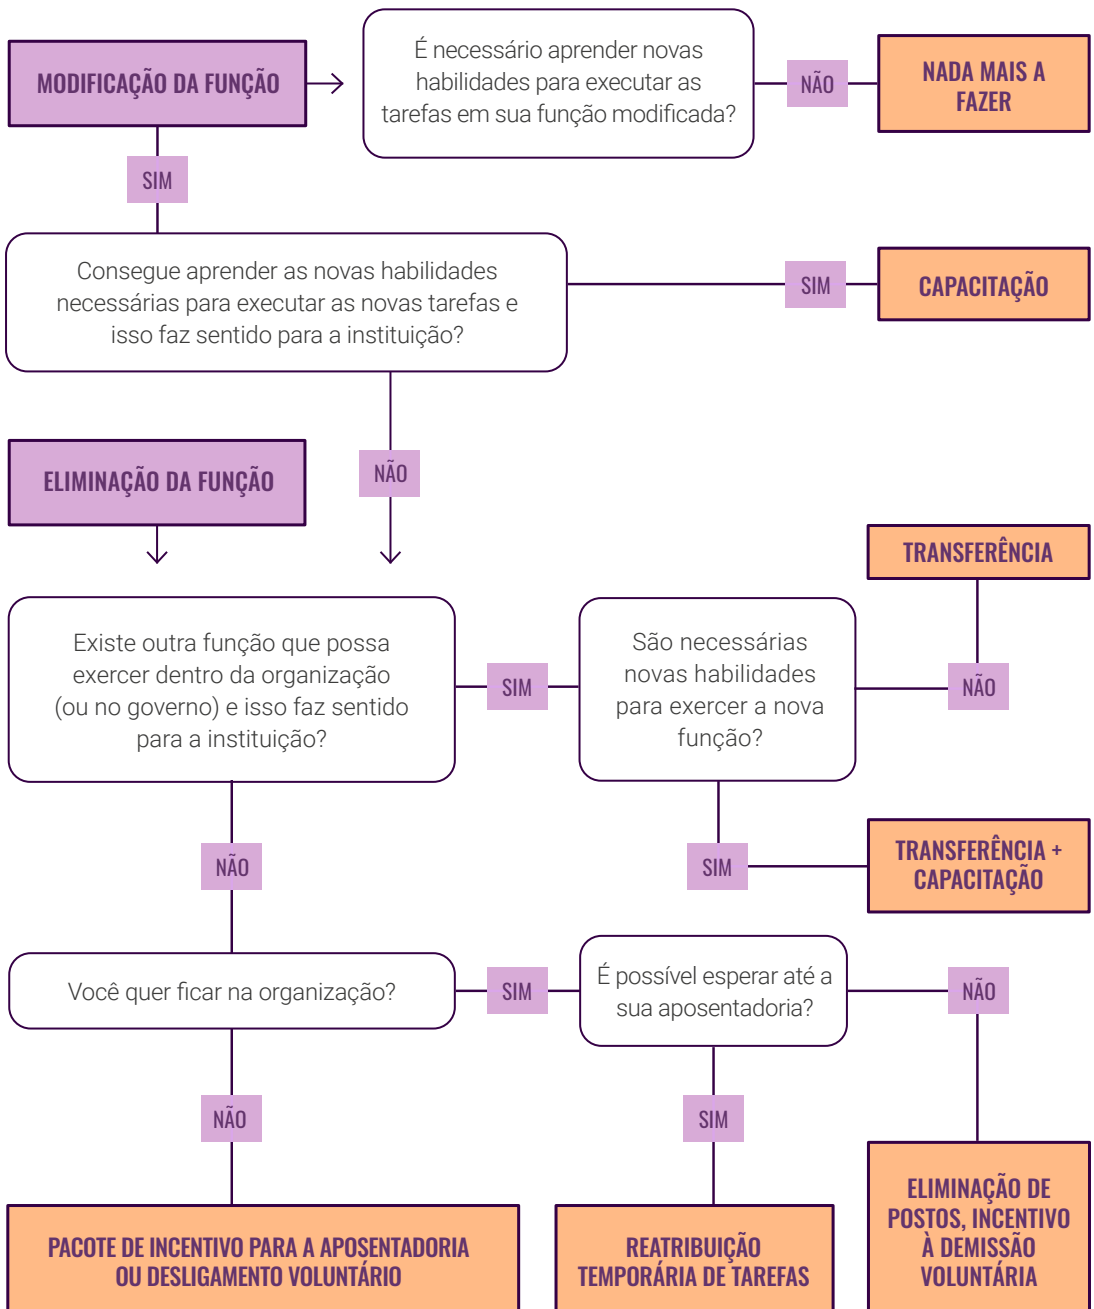 MODIFICAÇÃO DA FUNÇÃO
É necessário aprender novas
habilidades para executar as
tarefas em sua função modificada?
NÃO
NADA MAIS A
FAZER
SIM
Consegue aprender as novas habilidades
necessárias para executar as novas tarefas e
isso faz sentido para a instituição?
SIM
CAPACITAÇÃO
ELIMINAÇÃO DA FUNÇÃO
NÃO
TRANSFERÊNCIA
Existe outra função que possa
exercer dentro da organização
(ou no governo) e isso faz sentido
para a instituição?
SIM
São necessárias
novas habilidades
para exercer a nova
função?
NÃO
NÃO
SIM
TRANSFERÊNCIA +
CAPACITAÇÃO
Você quer ficar na organização?
SIM
É possível esperar até a
sua aposentadoria?
NÃO
NÃO
SIM
PACOTE DE INCENTIVO PARA A APOSENTADORIA
OU DESLIGAMENTO VOLUNTÁRIO
REATRIBUIÇÃO
TEMPORÁRIA DE TAREFAS
ELIMINAÇÃO DE
POSTOS, INCENTIVO
À DEMISSÃO
VOLUNTÁRIA